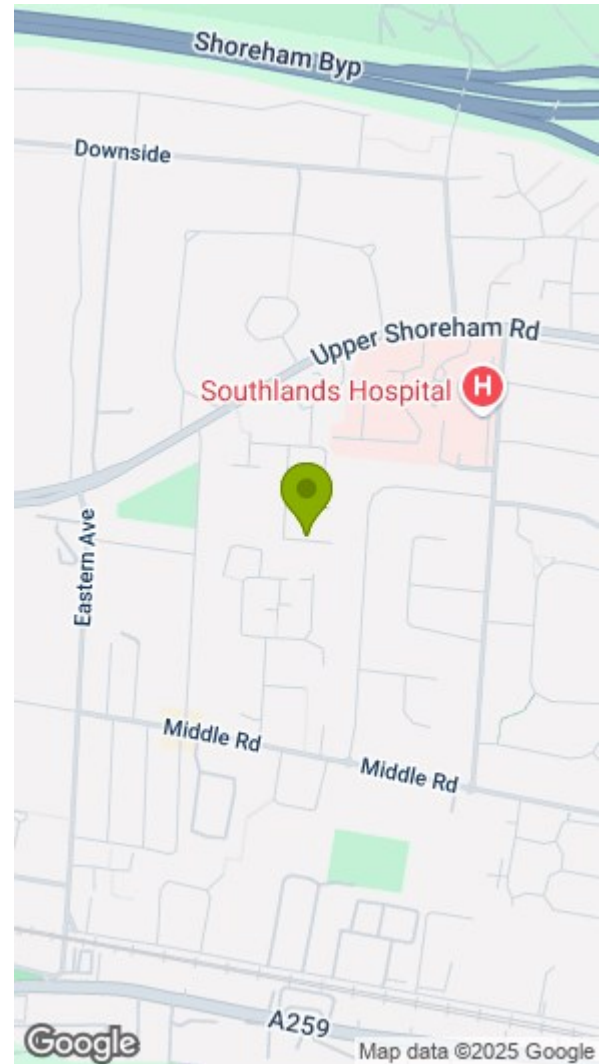 Shoreham Byp
Downside
Upper Shoreham Rd
Southlands Hospital H
Eastern Ave
Middle Rd
Middle Rd
A259
Google
Map data ©2025 Google